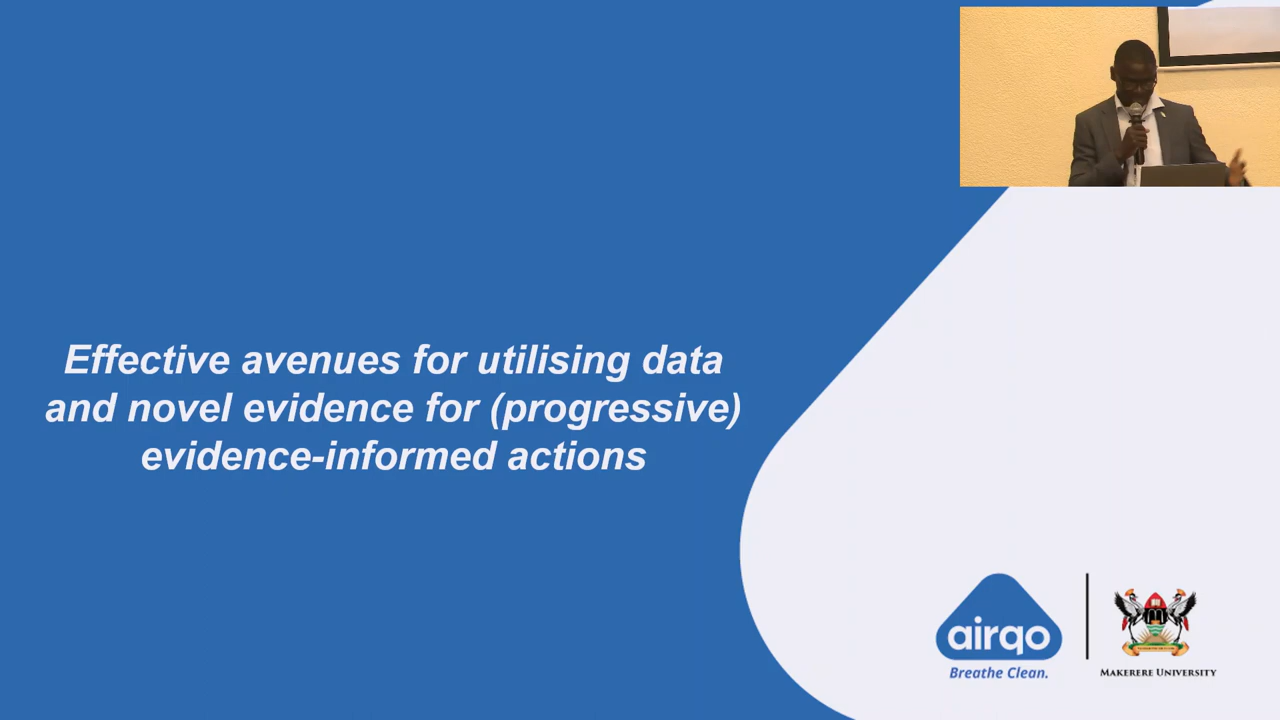 Effective avenues for utilising data
and novel evidence for (progressive)
evidence-informed actions
airqo
Breathe Clean.
MAKERERE UNIVERSITY